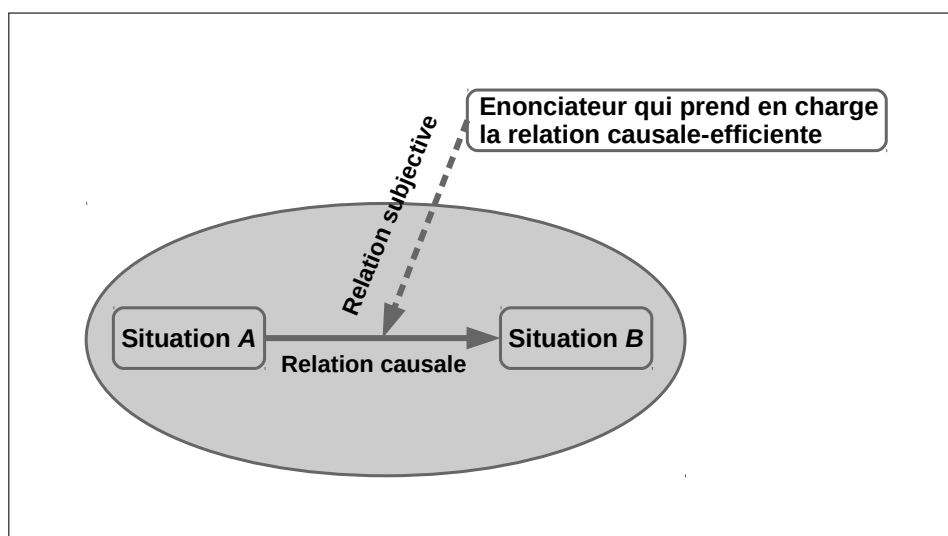 Enonciateur qui prend en charge
la relation causale-efficiente
Relation subjective
Situation A
Situation B
Relation causale